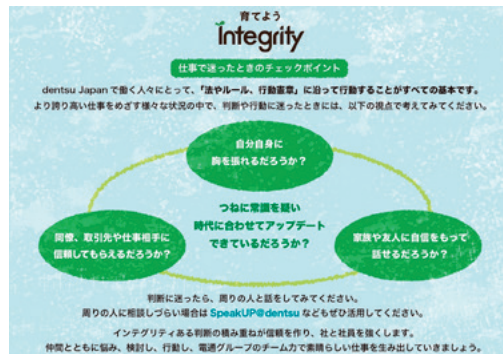 育てよう
integrity
仕事で迷ったときのチェックポイント
dentsu Japanで働く人々にとって、「法やルール、行動憲章」に沿って行動することがすべての基本です。
より誇り高い仕事をめざす様々な状況の中で、判断や行動に迷ったときには、以下の視点で考えてみてください。
自分自身に
胸を張れるだろうか？
つねに常識を疑い
時代に合わせてアップデート
できているだろうか？
同僚、取引先や仕事相手に
信頼してもらえるだろうか？
家族や友人に自信をもって
話せるだろうか？
判断に迷ったら、周りの人と話をしてみてください。
周りの人に相談しづらい場合は SpeakUP@dentsu などもぜひ活用してください。
インテグリティある判断の積み重ねが信頼を作り、社と社員を強くします。
仲間とともに悩み、検討し、行動し、電通グループのチーム力で素晴らしい仕事を生み出していきましょう。